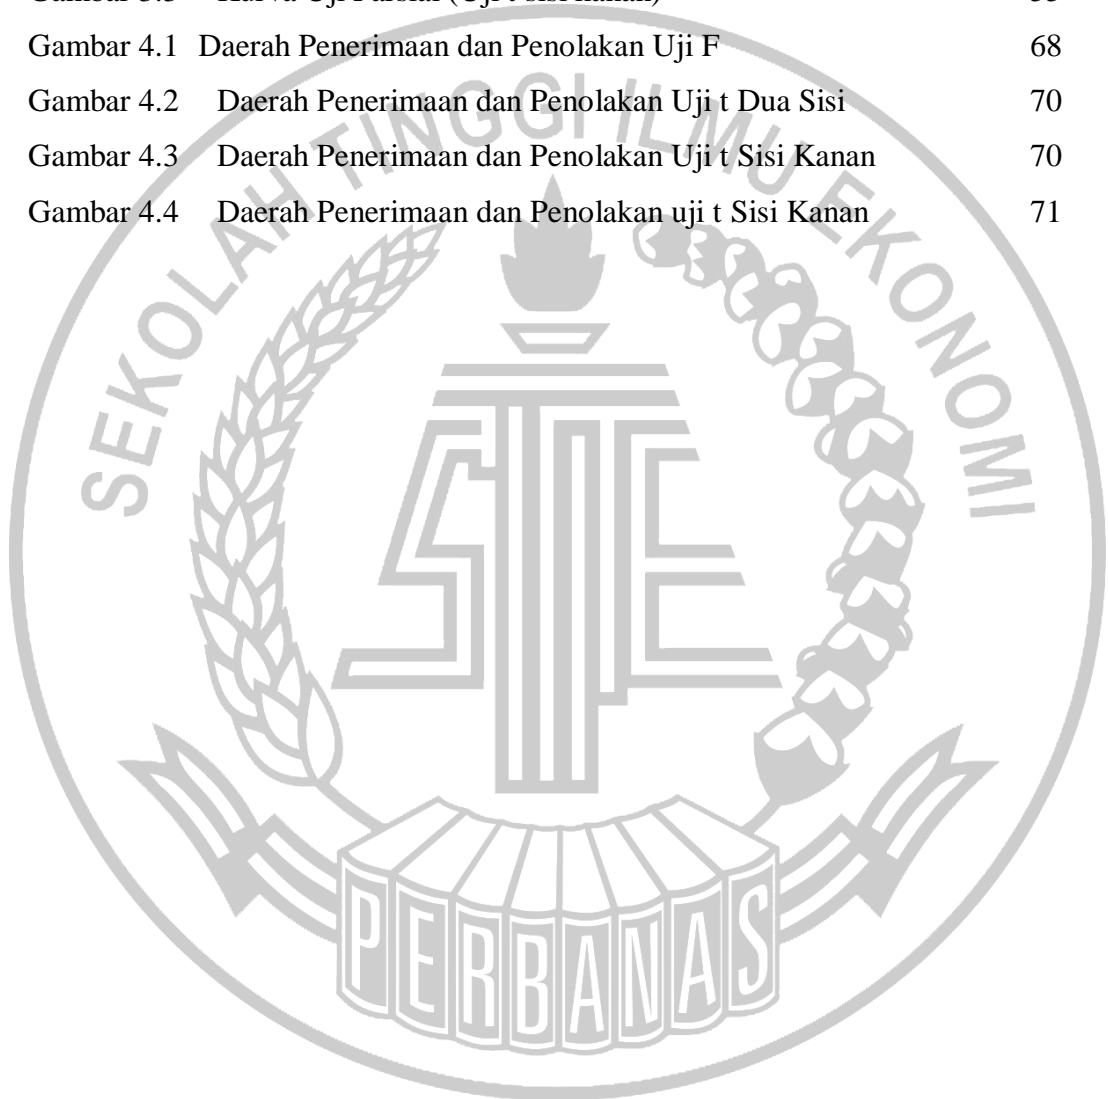 Gambar 4.1 Daerah Penerimaan dan Penolakan Uji F 68
Gambar 4.2 Daerah Penerimaan dan Penolakan Uji t Dua Sisi 70
Gambar 4.3 Daerah Penerimaan dan Penolakan Uji t Sisi Kanan 70
Gambar 4.4 Daerah Penerimaan dan Penolakan uji t Sisi Kanan 71
SEKOLAH TINGGI ILMU EKONOMI
STIE
PERBANAS